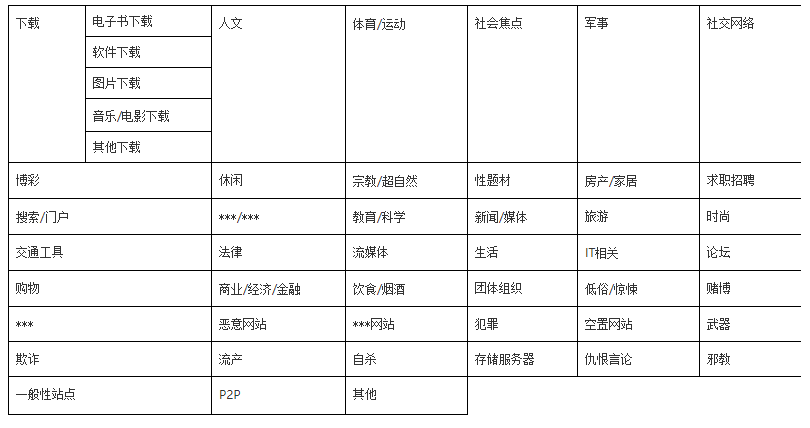 下载
电子书下载
软件下载
图片下载
音乐/电影下载
其他下载
人文
体育/运动
社会焦点
军事
社交网络
博彩
休闲
宗教/超自然
性题材
房产/家居
求职招聘
搜索/门户
***/***
教育/科学
新闻/媒体
旅游
时尚
交通工具
法律
流媒体
生活
IT相关
论坛
购物
商业/经济/金融
饮食/烟酒
团体组织
低俗/惊悚
赌博
***
恶意网站
***网站
犯罪
空置网站
武器
欺诈
流产
自杀
存储服务器
仇恨言论
邪教
一般性站点
P2P
其他